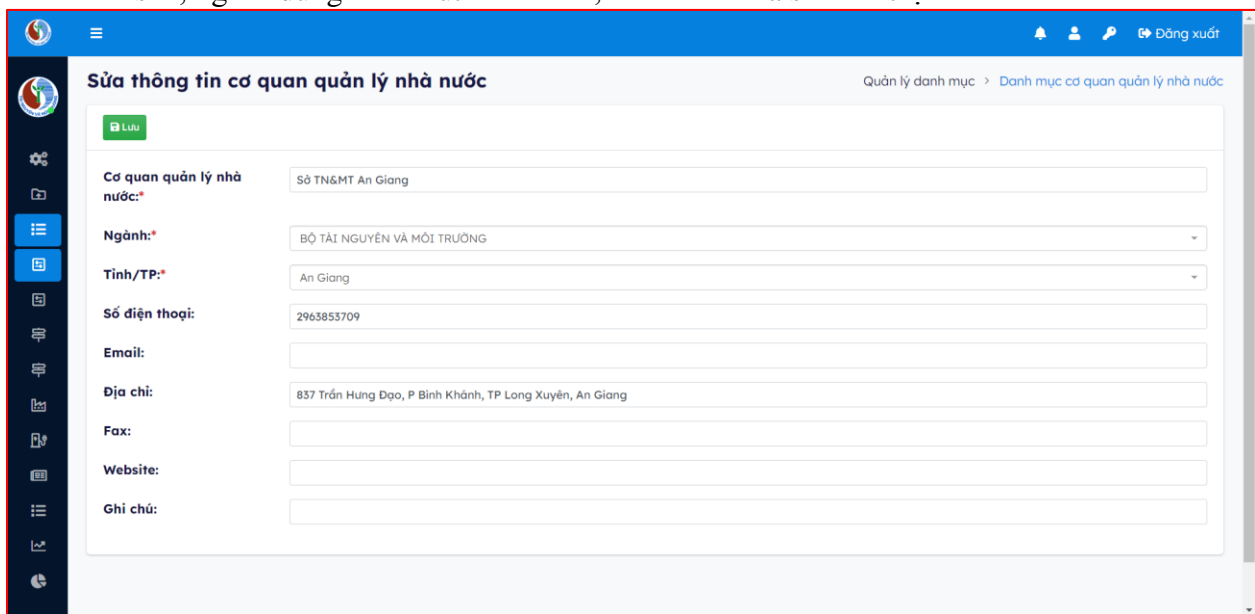 Đăng xuất
Sửa thông tin cơ quan quản lý nhà nước
Quản lý danh mục > Danh mục cơ quan quản lý nhà nước
Lưu
Cơ quan quản lý nhà
nước:*
Sở TN&MT An Giang
Ngành:*
BỘ TÀI NGUYÊN VÀ MÔI TRƯỜNG
Tỉnh/TP:*
An Giang
Số điện thoại:
2963853709
Email:
Địa chỉ:
837 Trần Hưng Đạo, P Bình Khánh, TP Long Xuyên, An Giang
Fax:
Website:
Ghi chú: